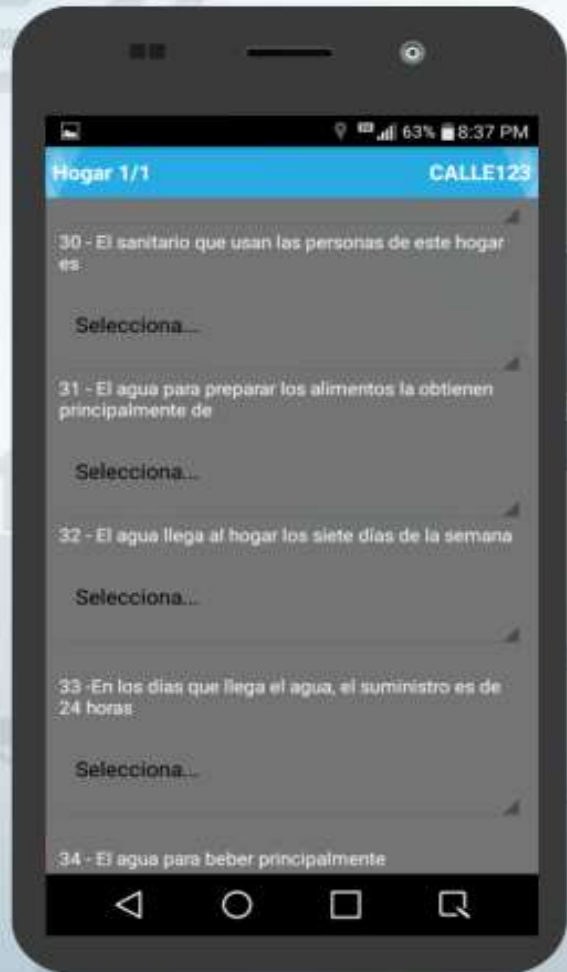 63% 8:37 PM
Hogar 1/1 CALLE123
30 - El sanitario que usan las personas de este hogar
es
Selecciona...
31 - El agua para preparar los alimentos la obtienen
principalmente de
Selecciona...
32 - El agua llega al hogar los siete días de la semana
Selecciona...
33 -En los días que llega el agua, el suministro es de
24 horas
Selecciona...
34 - El agua para beber principalmente